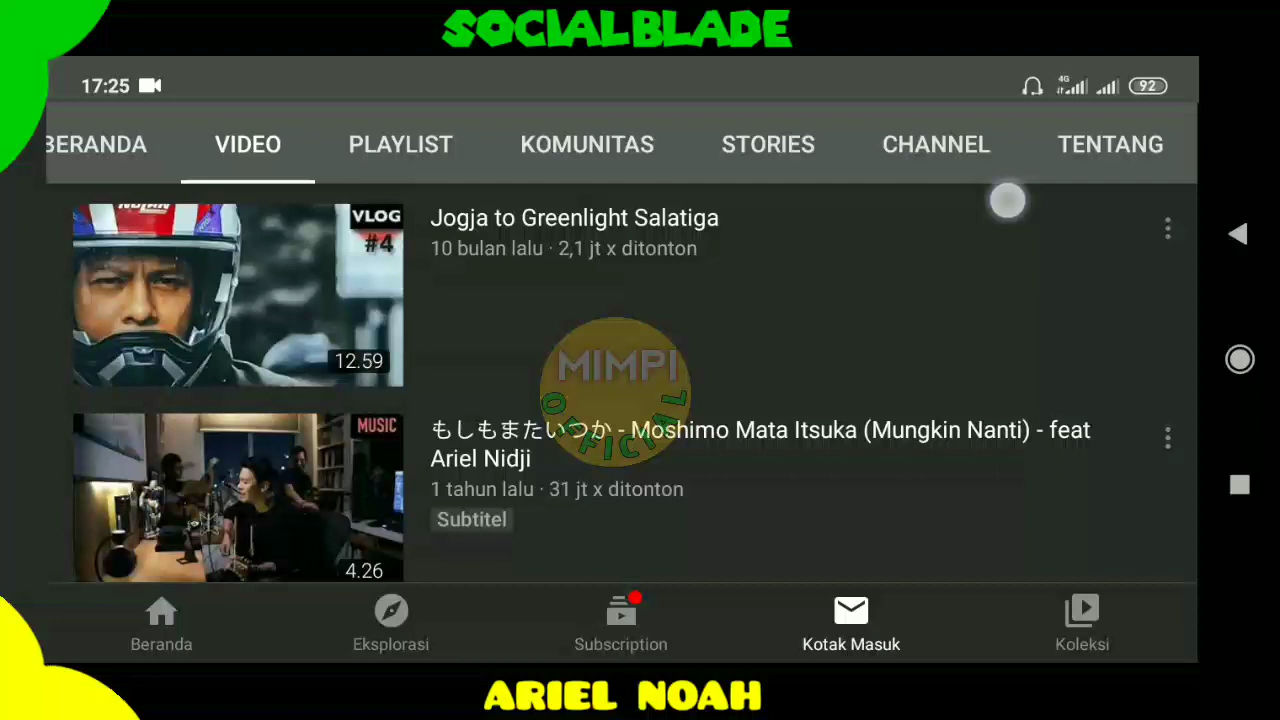 SOCIALBLADE
17:25
4G
92
BERANDA
VIDEO
PLAYLIST
KOMUNITAS
STORIES
CHANNEL
TENTANG
NOLAN
VLOG
#4
12.59
Jogja to Greenlight Salatiga
10 bulan lalu · 2,1 jt x ditonton
MIMPI
OFFICIAL
MUSIC
4.26
もしもまたいつか - Moshimo Mata Itsuka (Mungkin Nanti) - feat
Ariel Nidji
1 tahun lalu · 31 jt x ditonton
Subtitel
Beranda
Eksplorasi
Subscription
Kotak Masuk
Koleksi
ARIEL NOAH